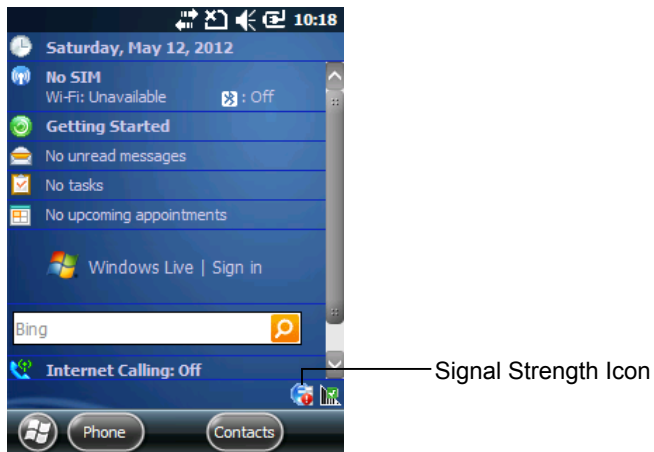 10:18
Saturday, May 12, 2012
No SIM
Wi-Fi: Unavailable : Off
Getting Started
No unread messages
No tasks
No upcoming appointments
Windows Live | Sign in
Bing
Internet Calling: Off
Signal Strength Icon
Phone Contacts